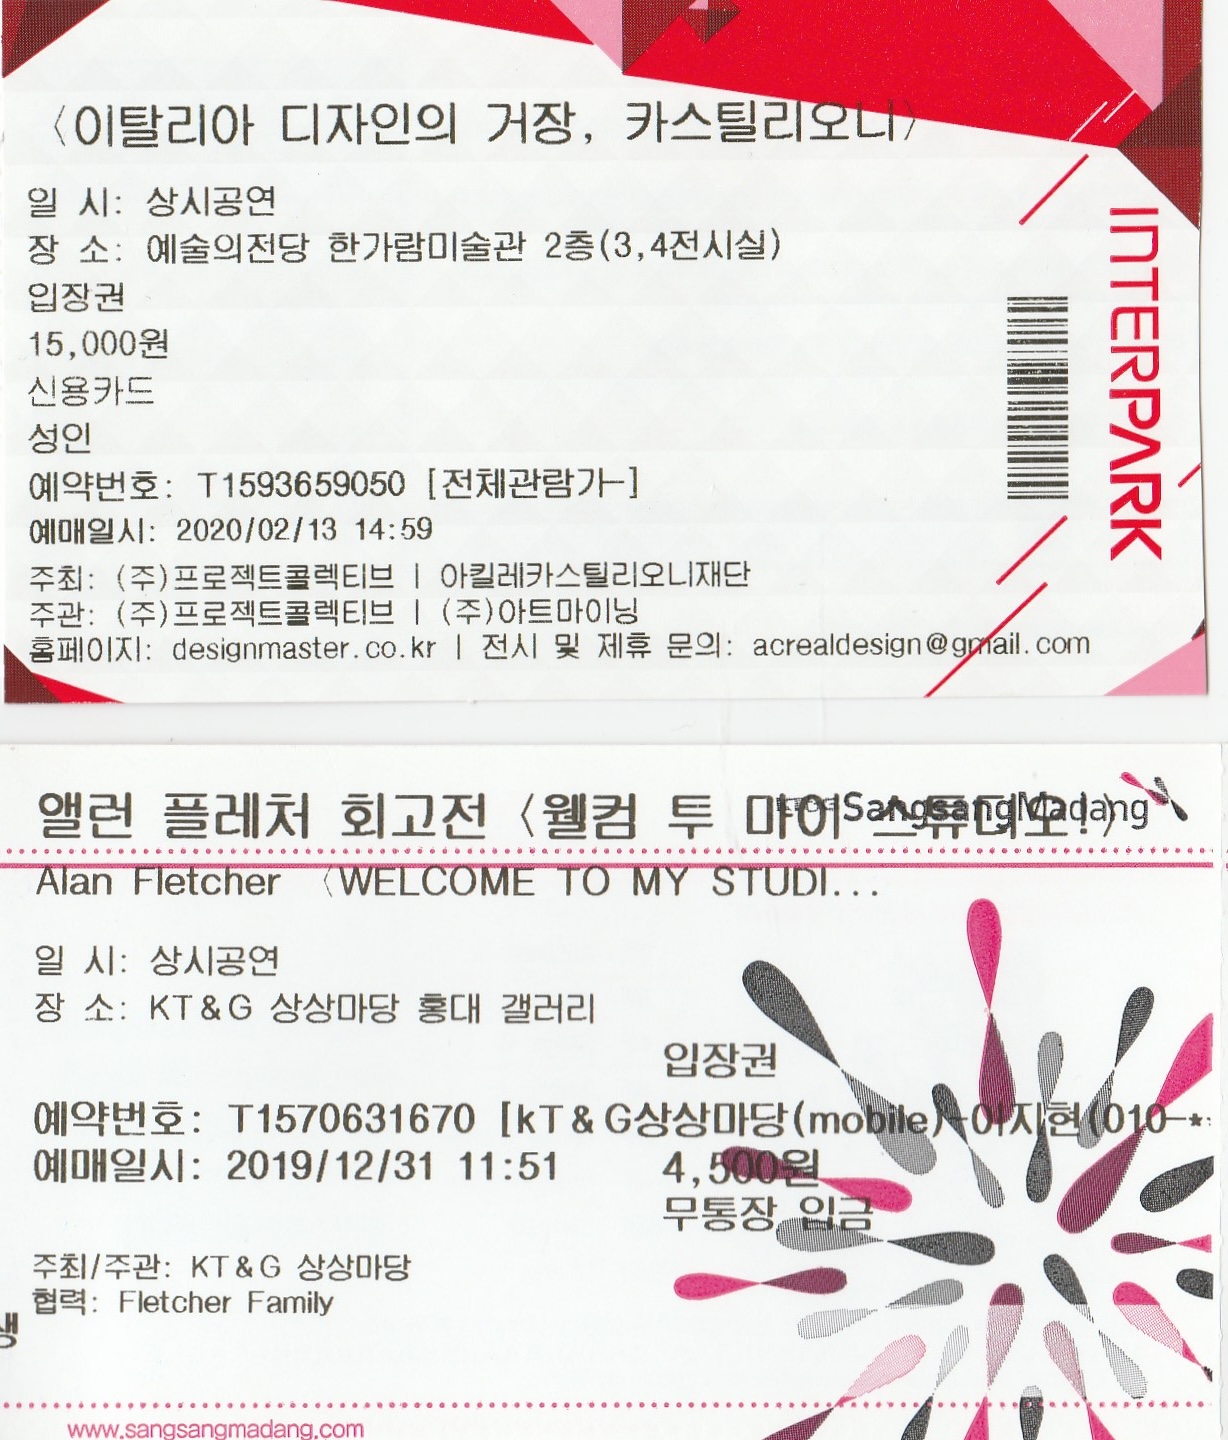 〈이탈리아 디자인의 거장, 카스틸리오니〉
일 시: 상시공연
장 소: 예술의전당 한가람미술관 2층(3,4전시실)
입장권
15,000원
신용카드
성인
예약번호: T1593659050 [전체관람가-]
예매일시: 2020/02/13 14:59
주최: (주)프로젝트콜렉티브 | 아킬레카스틸리오니재단
주관: (주)프로젝트콜렉티브 | (주)아트마이닝
홈페이지: designmaster.co.kr | 전시 및 제휴 문의: acrealdesign@gmail.com
INTERPARK
앨런 플레처 회고전 〈웰컴 투 마이 스튜디오!〉
SangsangMadang
Alan Fletcher 〈WELCOME TO MY STUDI...
일 시: 상시공연
장 소: KT&G 상상마당 홍대 갤러리
입장권
예약번호: T1570631670 [kT&G상상마당(mobile)-이지현(010-*
예매일시: 2019/12/31 11:51
4,500원
무통장 입금
주최/주관: KT&G 상상마당
협력: Fletcher Family
www.sangsangmadang.com